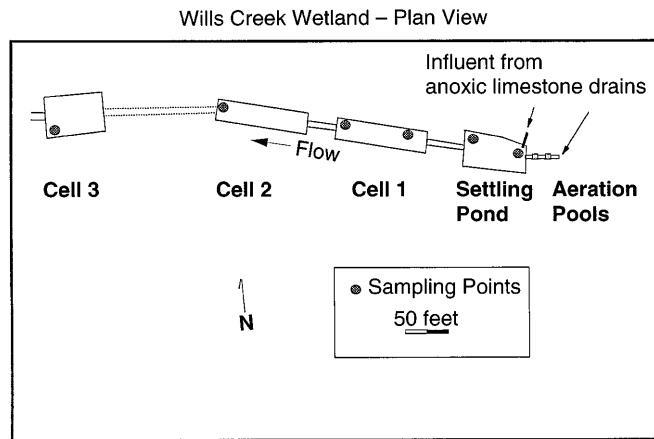 Wills Creek Wetland – Plan View
Influent from
anoxic limestone drains
Flow
Cell 3
Cell 2
Cell 1
Settling
Pond
Aeration
Pools
N
Sampling Points
50 feet